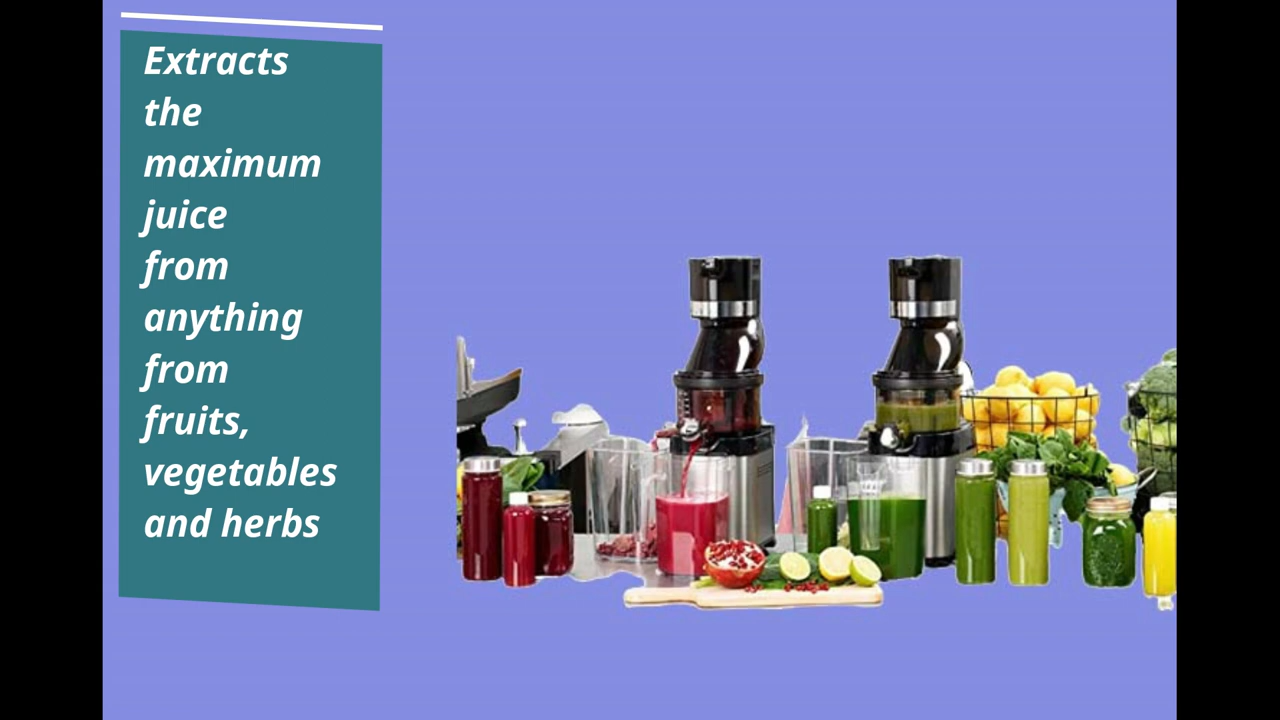 Extracts
the
maximum
juice
from
anything
from
fruits,
vegetables
and herbs